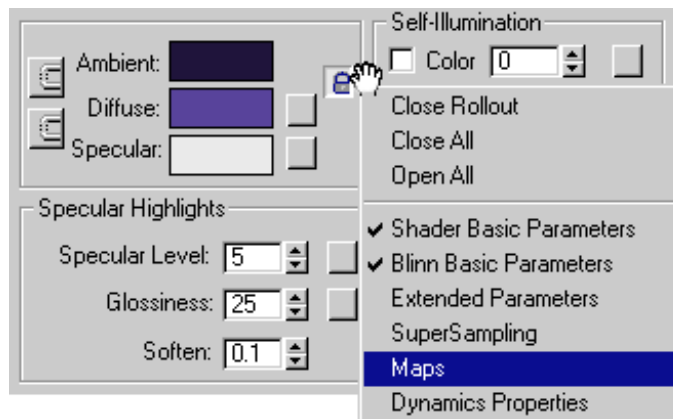 Ambient:
Diffuse:
Specular:
Self-Illumination
Color 0
Specular Highlights
Specular Level: 5
Glossiness: 25
Soften: 0.1
Close Rollout
Close All
Open All
Shader Basic Parameters
Blinn Basic Parameters
Extended Parameters
SuperSampling
Maps
Dynamics Properties